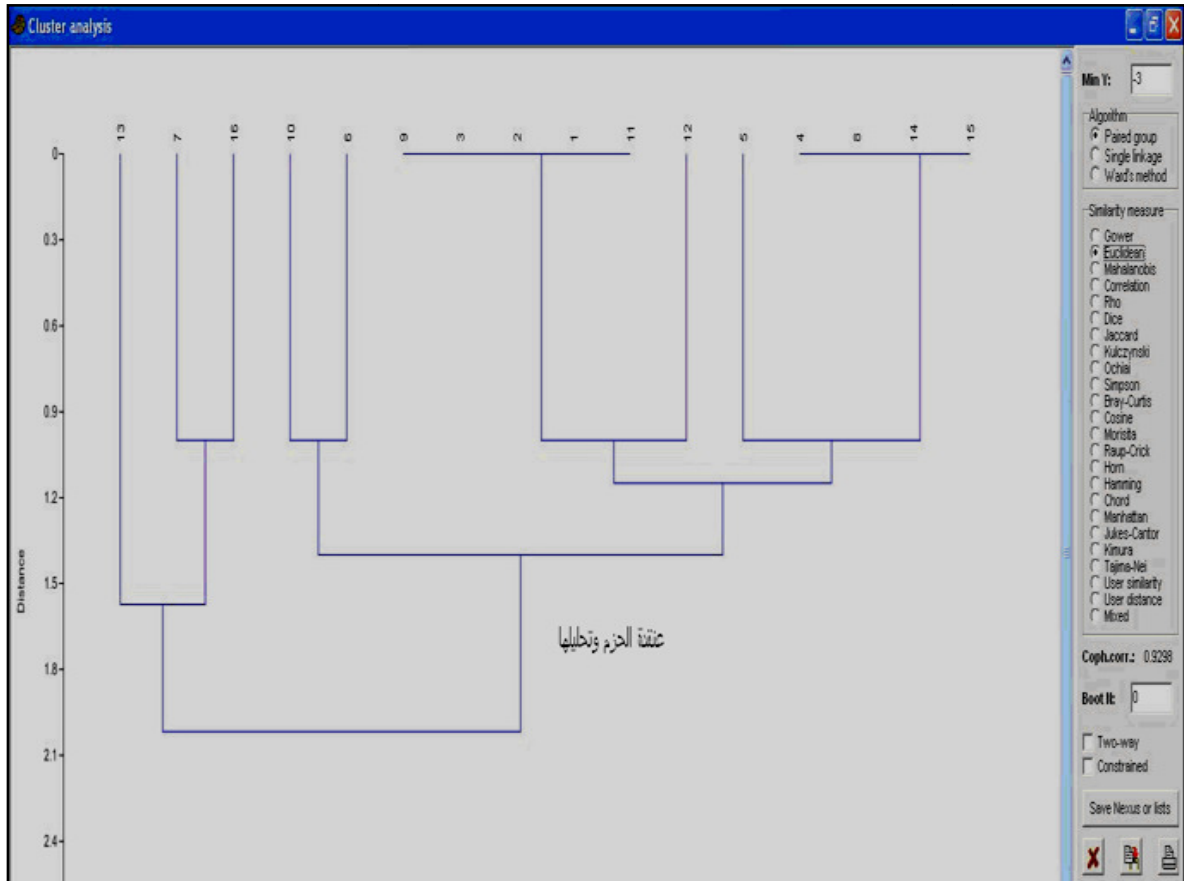 Cluster analysis
Min Y: -3
Algorithm
Paired group
Single linkage
Ward's method
Similarity measure
Gower
Euclidean
Mahalanobis
Correlation
Rho
Dice
Jaccard
Kulczynski
Ochiai
Simpson
Bray-Curtis
Cosine
Morisita
Raup-Crick
Horn
Hamming
Chord
Manhattan
Jukes-Cantor
Kimura
Tajima-Nei
User similarity
User distance
Mixed
Coph.corr.: 0.9298
Boot N: 0
Two-way
Constrained
Save Nexus or lists
13 7 16 10 6 9 3 2 1 11 12 5 4 8 14 15
0
0.3
0.6
0.9
1.2
1.5
1.8
2.1
2.4
Distance
عنقدة الحزم وتحليلها